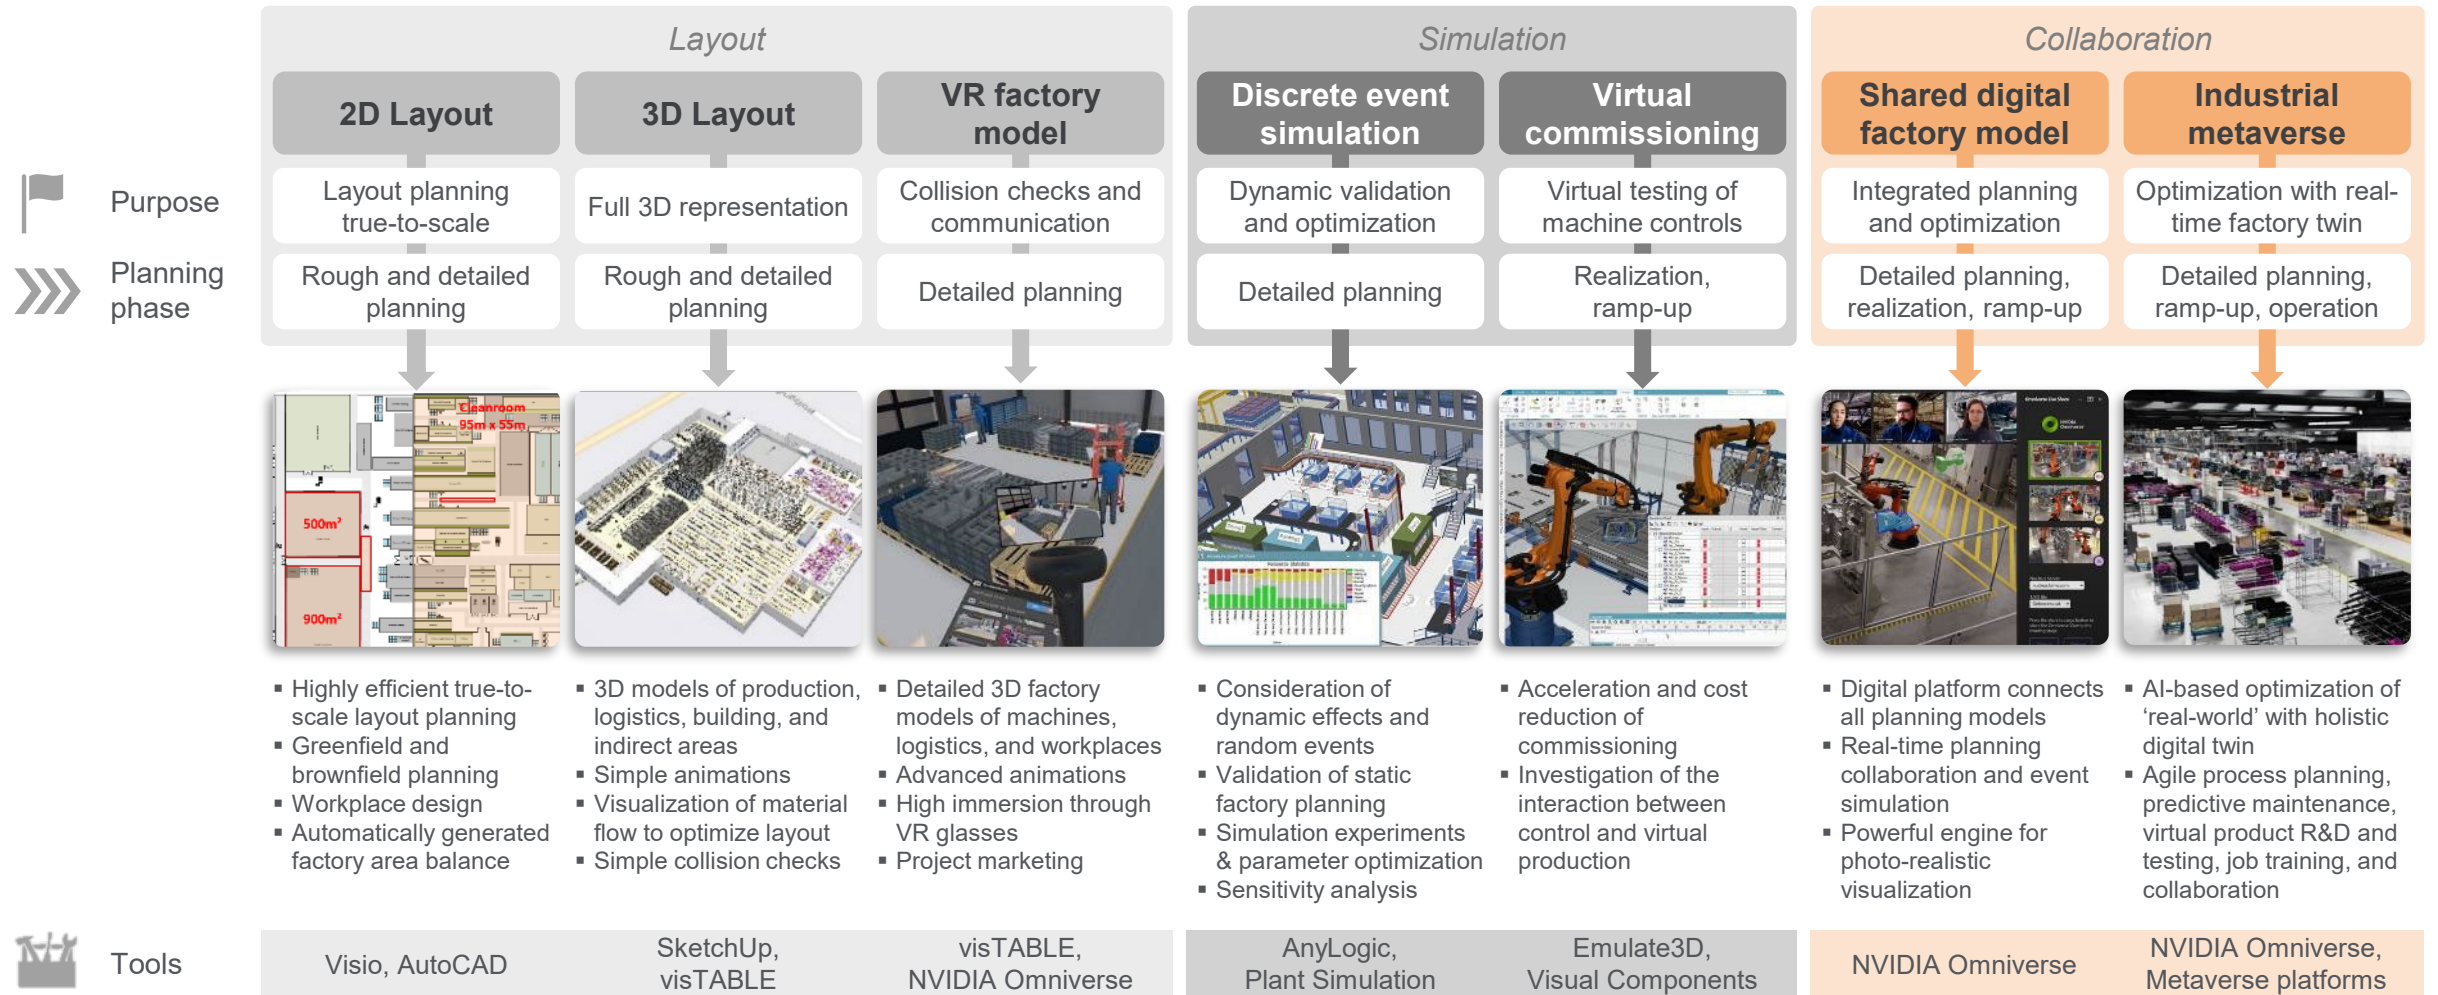 Layout
Simulation
Collaboration
2D Layout
3D Layout
VR factory
model
Discrete event
simulation
Virtual
commissioning
Shared digital
factory model
Industrial
metaverse
Purpose
Layout planning
true-to-scale
Full 3D representation
Collision checks and
communication
Dynamic validation
and optimization
Virtual testing of
machine controls
Integrated planning
and optimization
Optimization with real-
time factory twin
Planning
phase
Rough and detailed
planning
Rough and detailed
planning
Detailed planning
Detailed planning
Realization,
ramp-up
Detailed planning,
realization, ramp-up
Detailed planning,
ramp-up, operation
Cleanroom
95m x 55m
500m²
900m²
NVIDIA
▪ Highly efficient true-to-
scale layout planning
▪ Greenfield and
brownfield planning
▪ Workplace design
▪ Automatically generated
factory area balance
▪ 3D models of production,
logistics, building, and
indirect areas
▪ Simple animations
▪ Visualization of material
flow to optimize layout
▪ Simple collision checks
▪ Detailed 3D factory
models of machines,
logistics, and workplaces
▪ Advanced animations
▪ High immersion through
VR glasses
▪ Project marketing
▪ Consideration of
dynamic effects and
random events
▪ Validation of static
factory planning
▪ Simulation experiments
& parameter optimization
▪ Sensitivity analysis
▪ Acceleration and cost
reduction of
commissioning
▪ Investigation of the
interaction between
control and virtual
production
▪ Digital platform connects
all planning models
▪ Real-time planning
collaboration and event
simulation
▪ Powerful engine for
photo-realistic
visualization
▪ AI-based optimization of
‘real-world’ with holistic
digital twin
▪ Agile process planning,
predictive maintenance,
virtual product R&D and
testing, job training, and
collaboration
Tools
Visio, AutoCAD
SketchUp,
visTABLE
visTABLE,
NVIDIA Omniverse
AnyLogic,
Plant Simulation
Emulate3D,
Visual Components
NVIDIA Omniverse
NVIDIA Omniverse,
Metaverse platforms